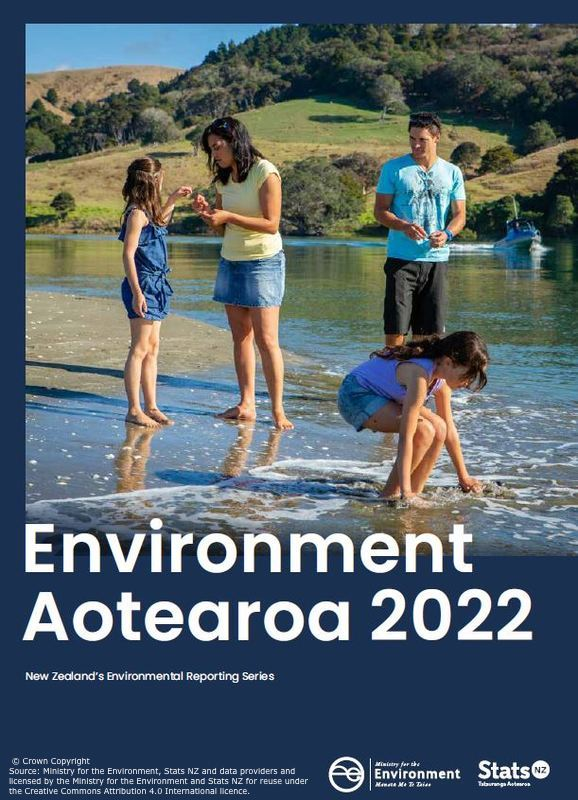 Environment
Aotearoa 2022
New Zealand's Environmental Reporting Series
© Crown Copyright
Source: Ministry for the Environment, Stats NZ and data providers and
licensed by the Ministry for the Environment and Stats NZ for reuse under
the Creative Commons Attribution 4.0 International licence.
Ministry for the
Environment
Manatū Mō Te Taiao
Stats NZ
Tatauranga Aotearoa